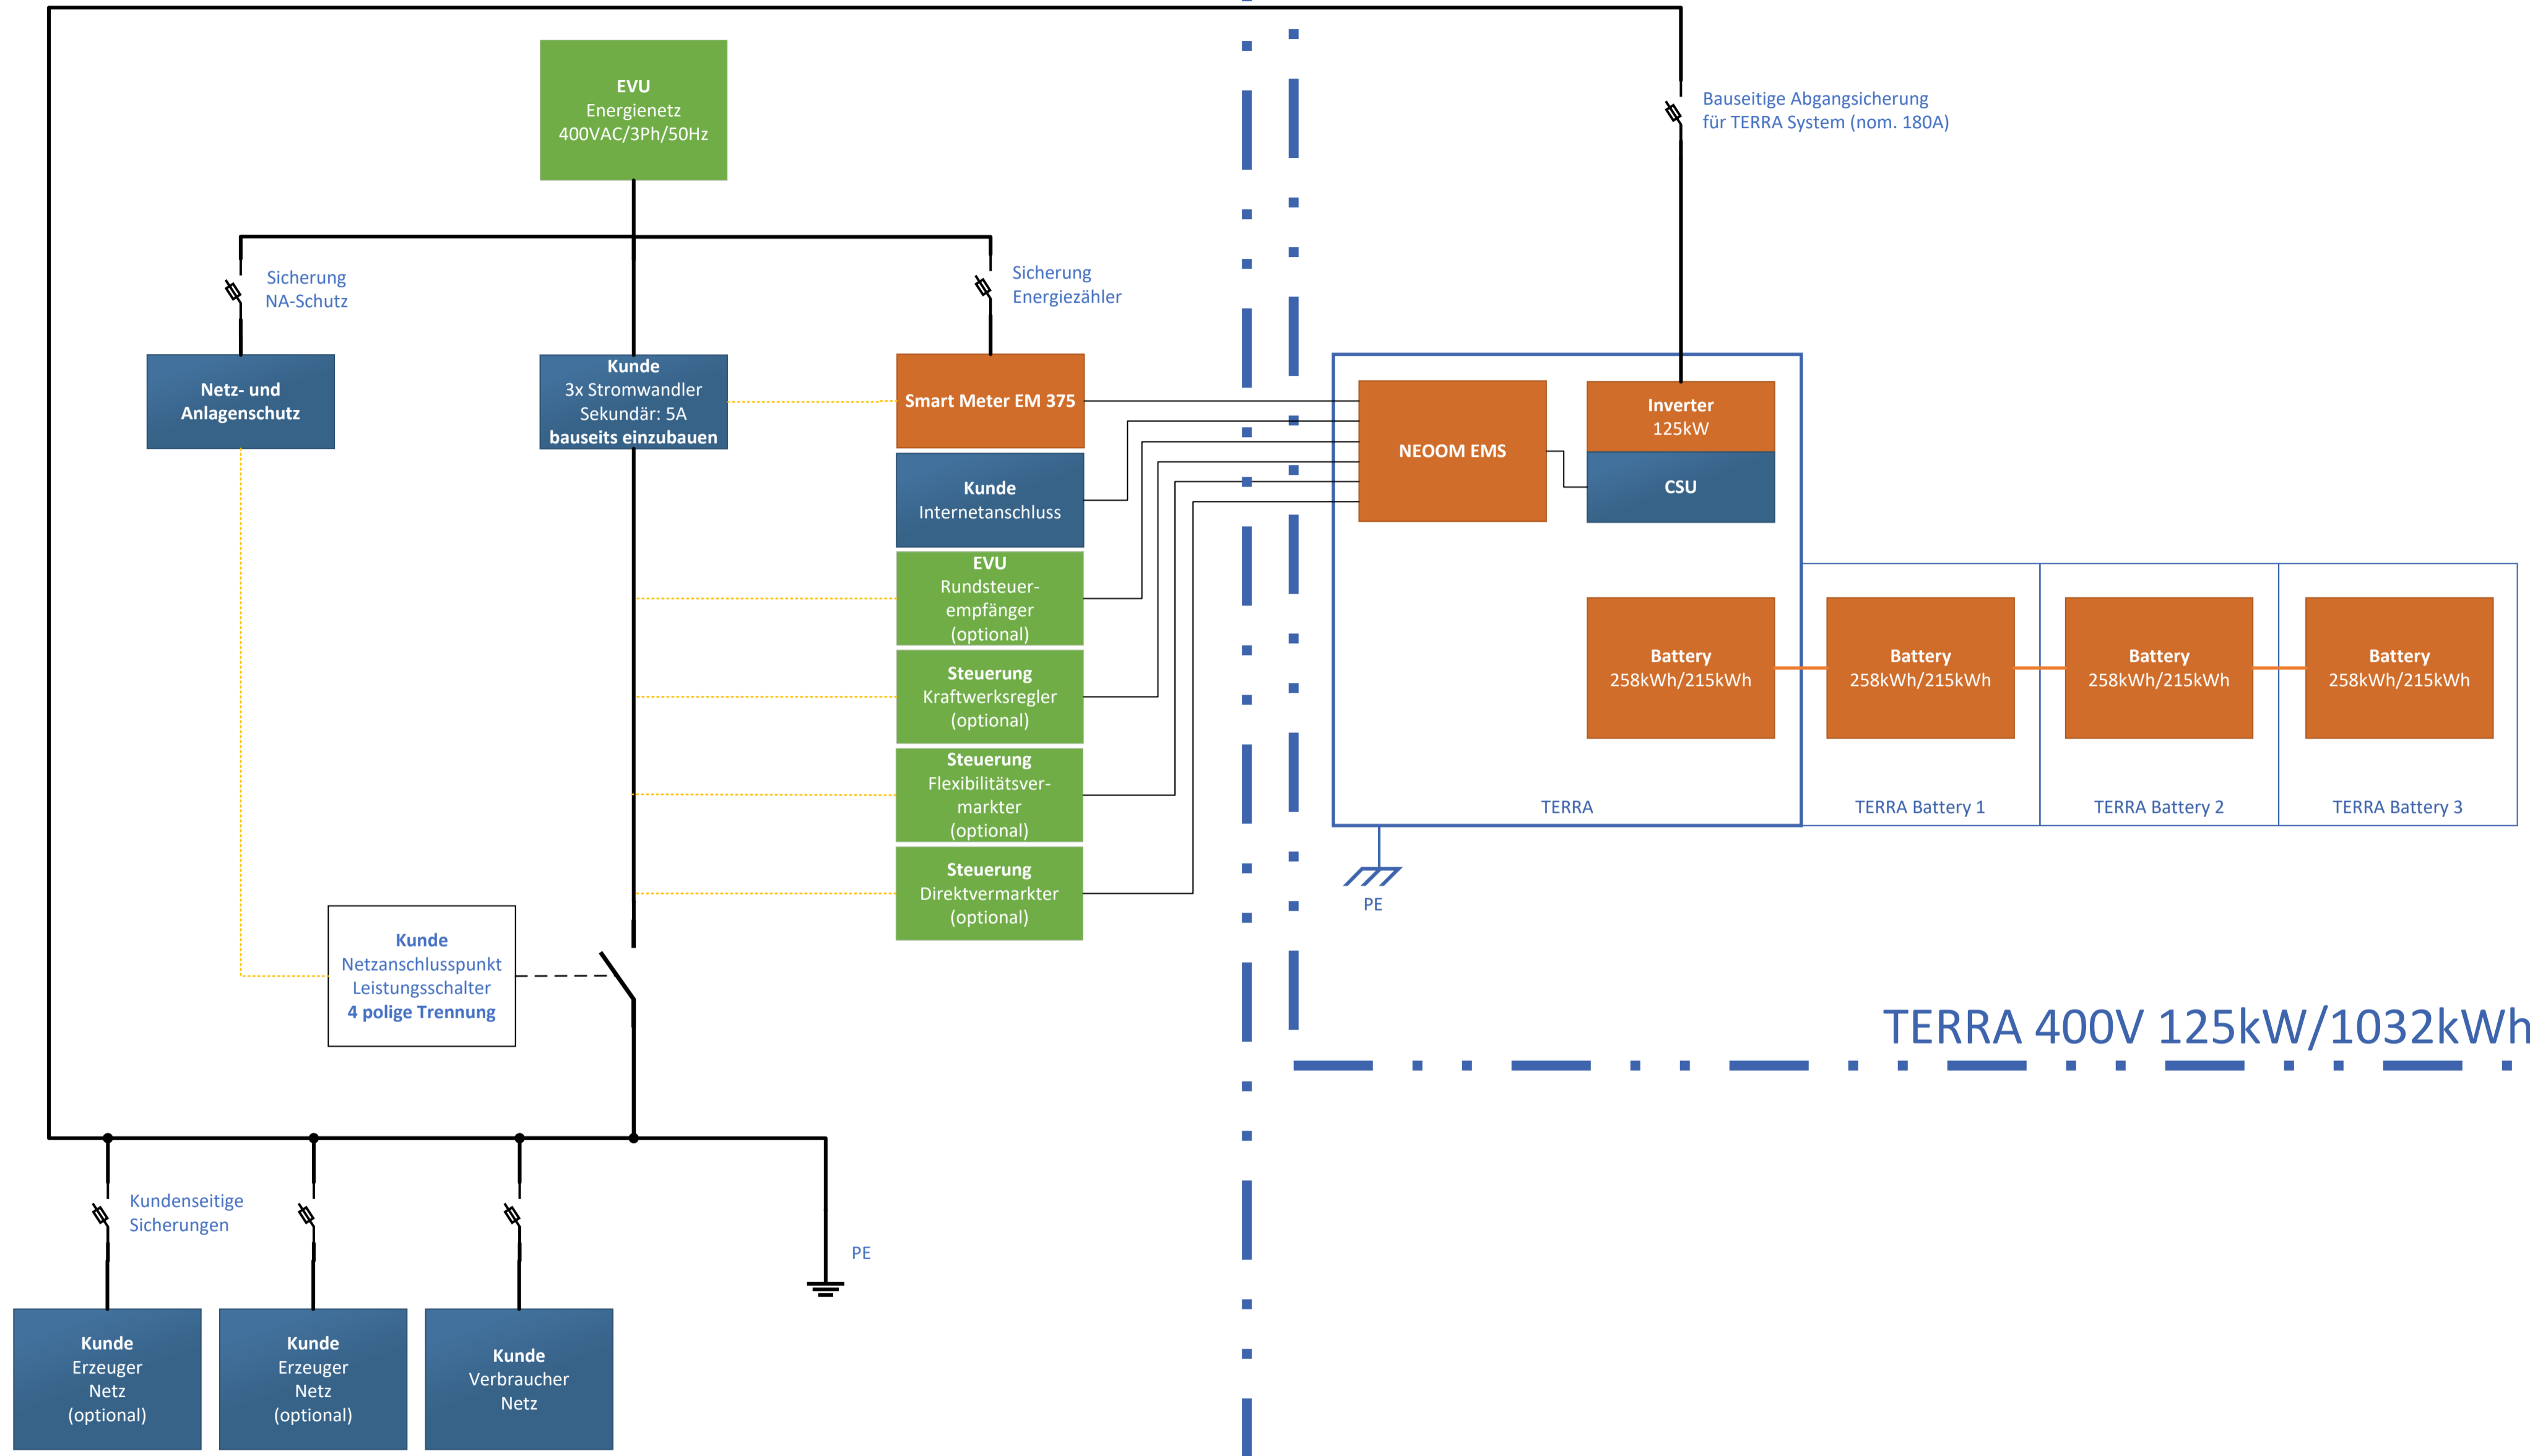 EVU
Energienetz
400VAC/3Ph/50Hz
Bauseitige Abgangsicherung
für TERRA System (nom. 180A)
Sicherung
NA-Schutz
Sicherung
Energiezähler
Netz- und
Anlagenschutz
Kunde
3x Stromwandler
Sekundär: 5A
bauseits einzubauen
Smart Meter EM 375
Kunde
Internetanschluss
EVU
Rundsteuer-
empfänger
(optional)
Steuerung
Kraftwerksregler
(optional)
Steuerung
Flexibilitätsver-
markter
(optional)
Steuerung
Direktvermarkter
(optional)
NEOOM EMS
Inverter
125kW
CSU
Battery
258kWh/215kWh
Battery
258kWh/215kWh
Battery
258kWh/215kWh
Battery
258kWh/215kWh
TERRA
TERRA Battery 1
TERRA Battery 2
TERRA Battery 3
PE
Kunde
Netzanschlusspunkt
Leistungsschalter
4 polige Trennung
TERRA 400V 125kW/1032kWh
Kundenseitige
Sicherungen
PE
Kunde
Erzeuger
Netz
(optional)
Kunde
Erzeuger
Netz
(optional)
Kunde
Verbraucher
Netz